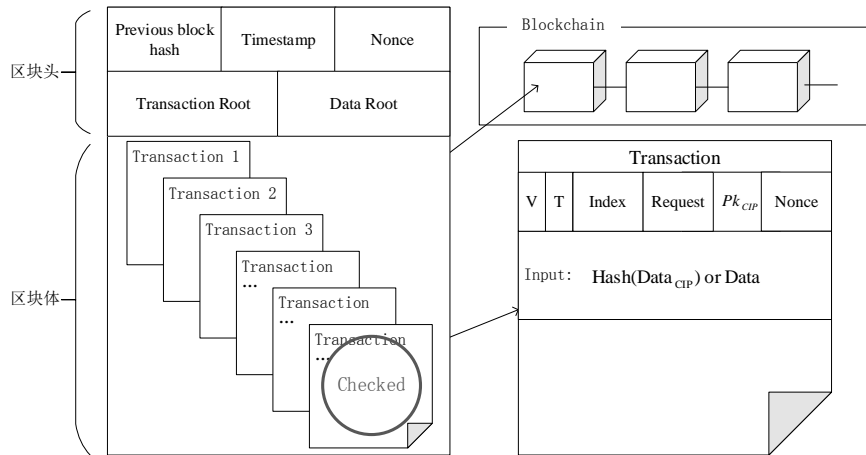 区块头
Previous block
hash
Timestamp
Nonce
Transaction Root
Data Root
区块体
Transaction 1
Transaction 2
Transaction 3
Transaction
...
Transaction
...
Transaction
...
Checked
Blockchain
Transaction
V
T
Index
Request
Pk_CIP
Nonce
Input: Hash(Data_CIP) or Data